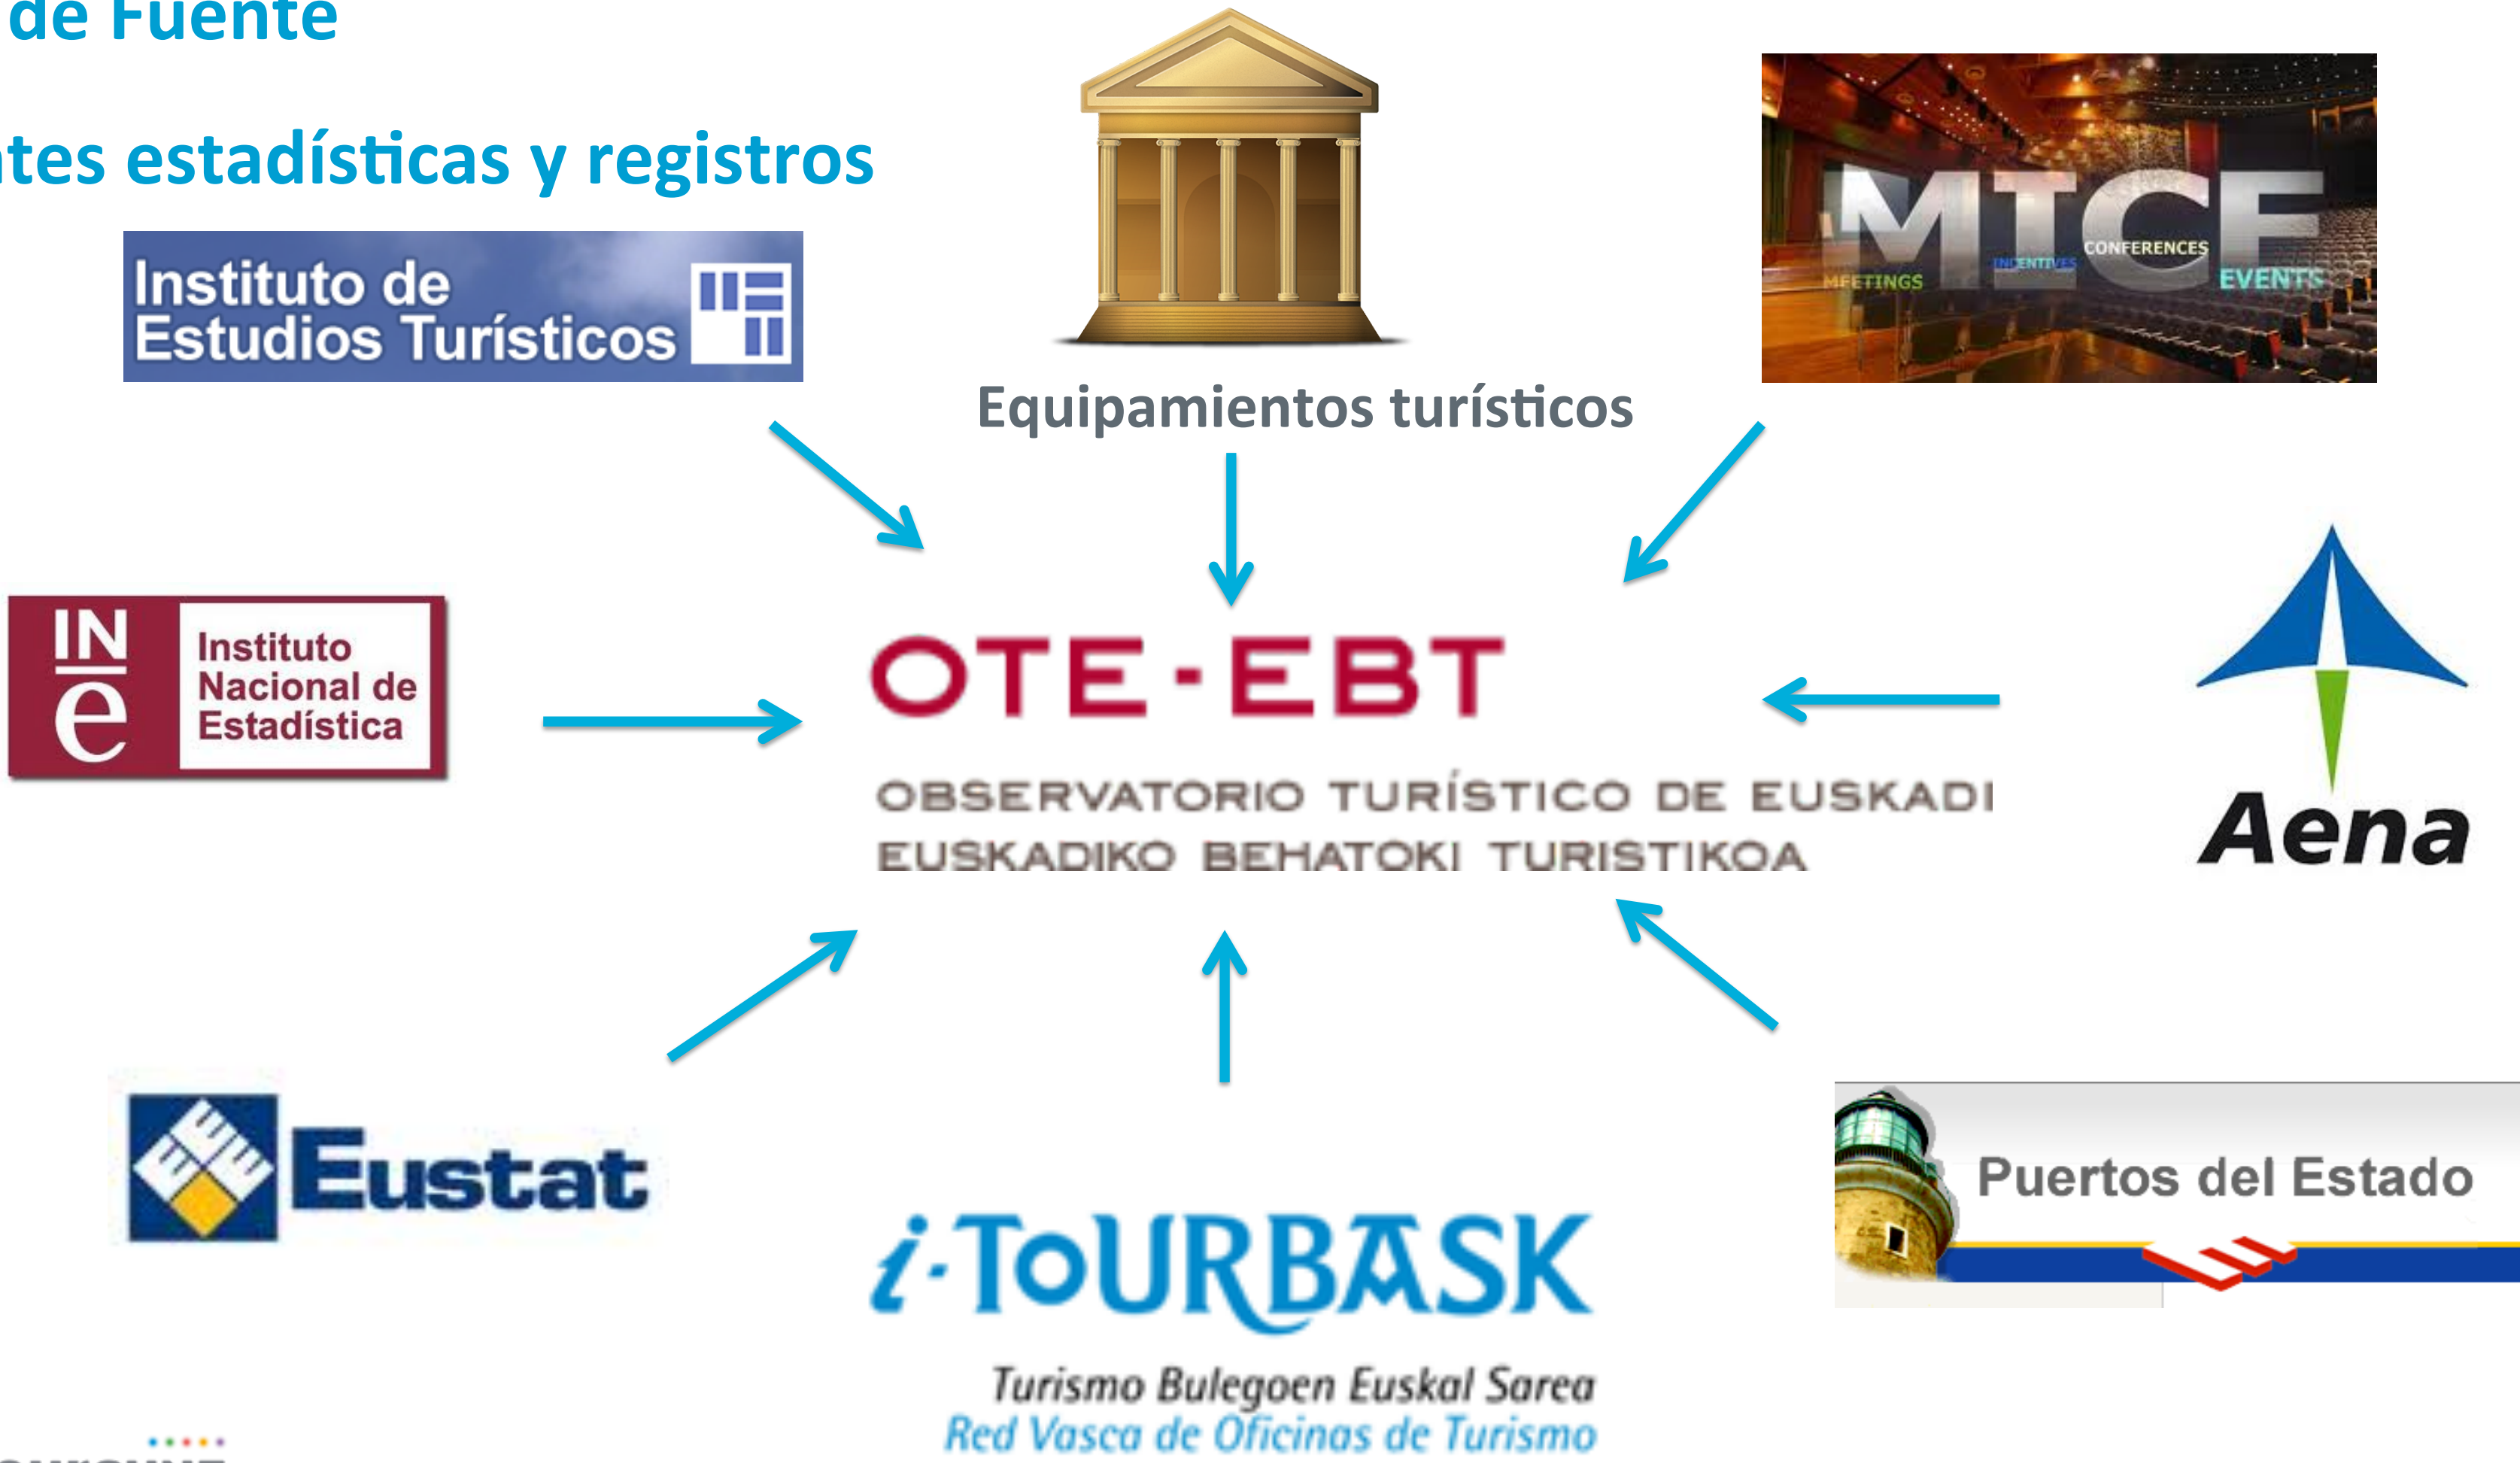 de Fuente
ntes estadísticas y registros
Instituto de
Estudios Turísticos
Equipamientos turísticos
MICE
MEETINGS
INCENTIVES
CONFERENCES
EVENTS
INe
Instituto
Nacional de
Estadística
OTE-EBT
OBSERVATORIO TURÍSTICO DE EUSKADI
EUSKADIKO BEHATOKI TURISTIKOA
Aena
Eustat
i-TOURBASK
Turismo Bulegoen Euskal Sarea
Red Vasca de Oficinas de Turismo
Puertos del Estado